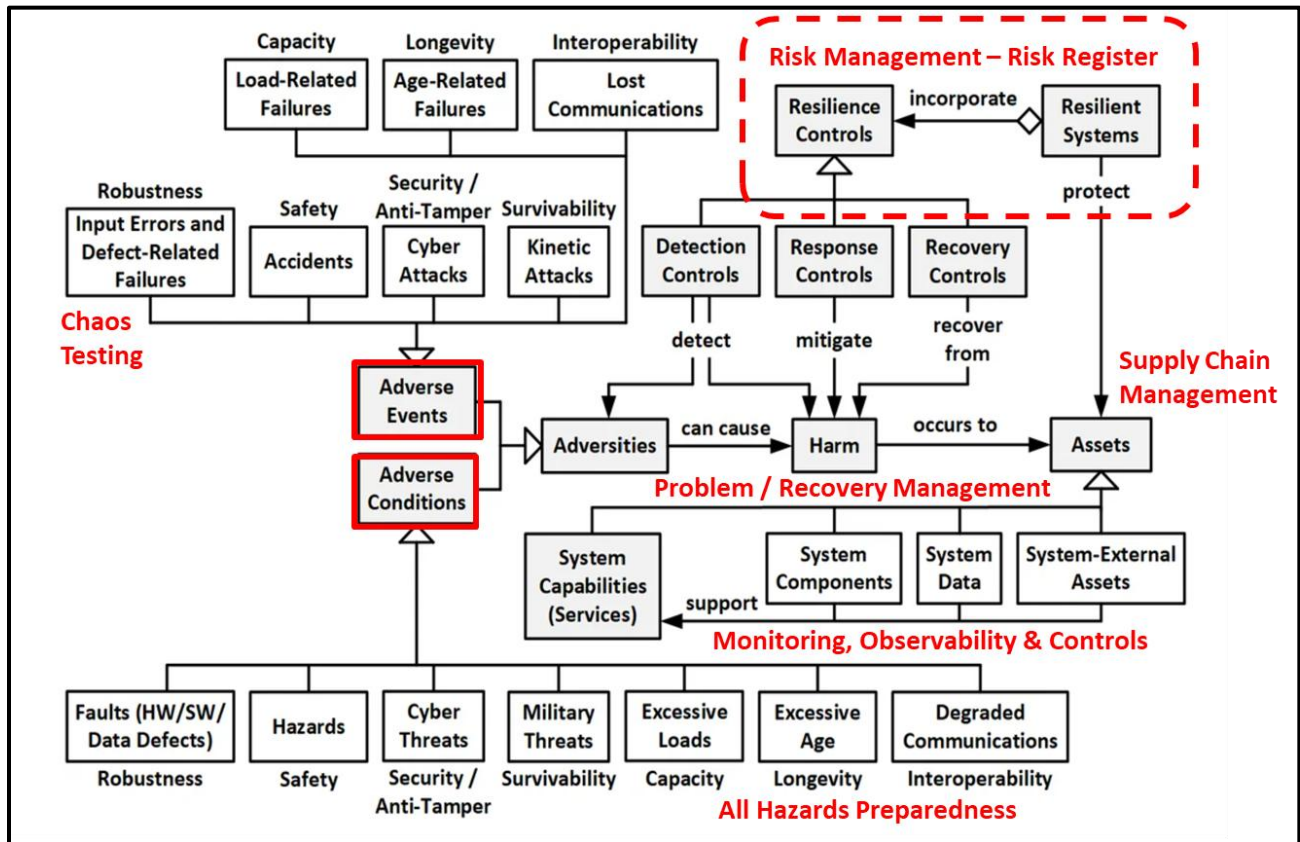 Capacity
Longevity
Interoperability
Load-Related
Failures
Age-Related
Failures
Lost
Communications
Risk Management – Risk Register
Resilience
Controls
incorporate
Resilient
Systems
protect
Robustness
Input Errors and
Defect-Related
Failures
Safety
Accidents
Security /
Anti-Tamper
Cyber
Attacks
Survivability
Kinetic
Attacks
Detection
Controls
Response
Controls
Recovery
Controls
Chaos
Testing
detect
mitigate
recover
from
Supply Chain
Management
Adverse
Events
Adverse
Conditions
Adversities
can cause
Harm
occurs to
Assets
Problem / Recovery Management
System
Capabilities
(Services)
System
Components
System
Data
System-External
Assets
support
Monitoring, Observability & Controls
Faults (HW/SW/
Data Defects)
Hazards
Cyber
Threats
Military
Threats
Excessive
Loads
Excessive
Age
Degraded
Communications
Robustness
Safety
Security /
Anti-Tamper
Survivability
Capacity
Longevity
Interoperability
All Hazards Preparedness